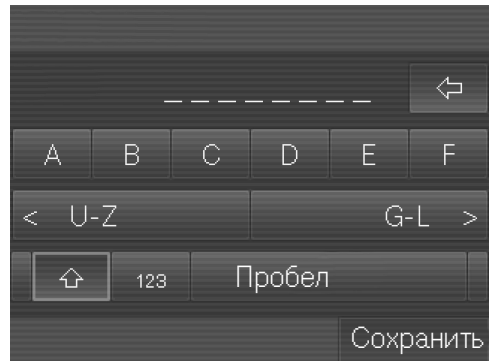 _ _ _ _ _ _ _ _ _
A B C D E F
< U-Z G-L >
123 Пробел
Сохранить